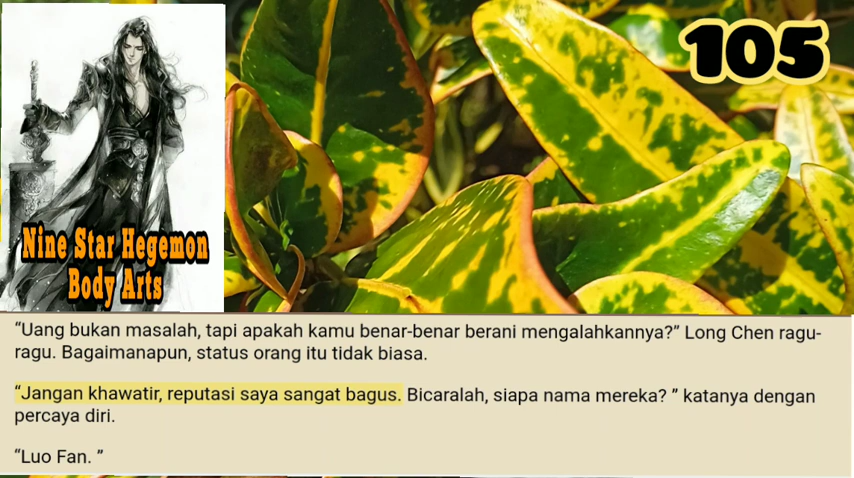 105
Nine Star Hegemon
Body Arts
“Uang bukan masalah, tapi apakah kamu benar-benar berani mengalahkannya?” Long Chen ragu-
ragu. Bagaimanapun, status orang itu tidak biasa.
“Jangan khawatir, reputasi saya sangat bagus. Bicaralah, siapa nama mereka? ” katanya dengan
percaya diri.
“Luo Fan. ”